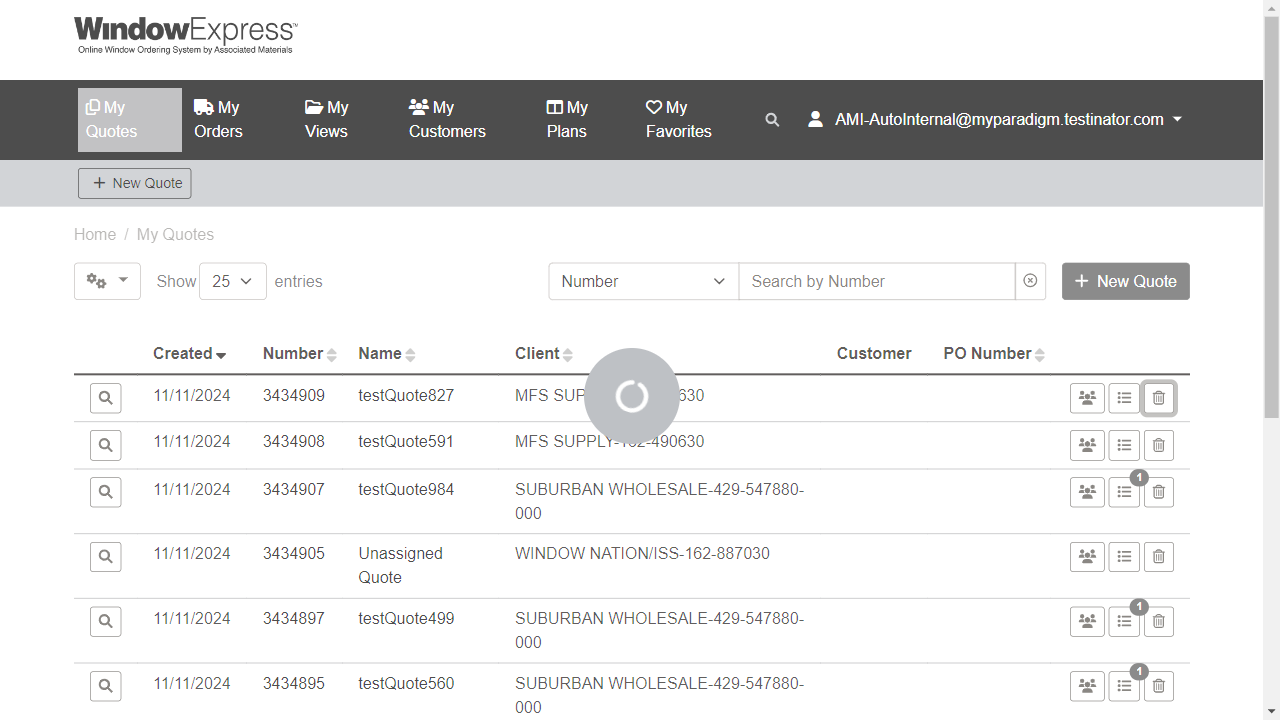 WindowExpress™
Online Window Ordering System by Associated Materials
My Quotes
My Orders
My Views
My Customers
My Plans
My Favorites
AMI-AutoInternal@myparadigm.testinator.com
New Quote
Home / My Quotes
Show 25 entries
Number
Search by Number
New Quote
Created Number Name Client Customer PO Number
11/11/2024 3434909 testQuote827 MFS SUP 630
11/11/2024 3434908 testQuote591 MFS SUPPLY-162-490630
11/11/2024 3434907 testQuote984 SUBURBAN WHOLESALE-429-547880-000 1
11/11/2024 3434905 Unassigned Quote WINDOW NATION/ISS-162-887030
11/11/2024 3434897 testQuote499 SUBURBAN WHOLESALE-429-547880-000 1
11/11/2024 3434895 testQuote560 SUBURBAN WHOLESALE-429-547880-000 1